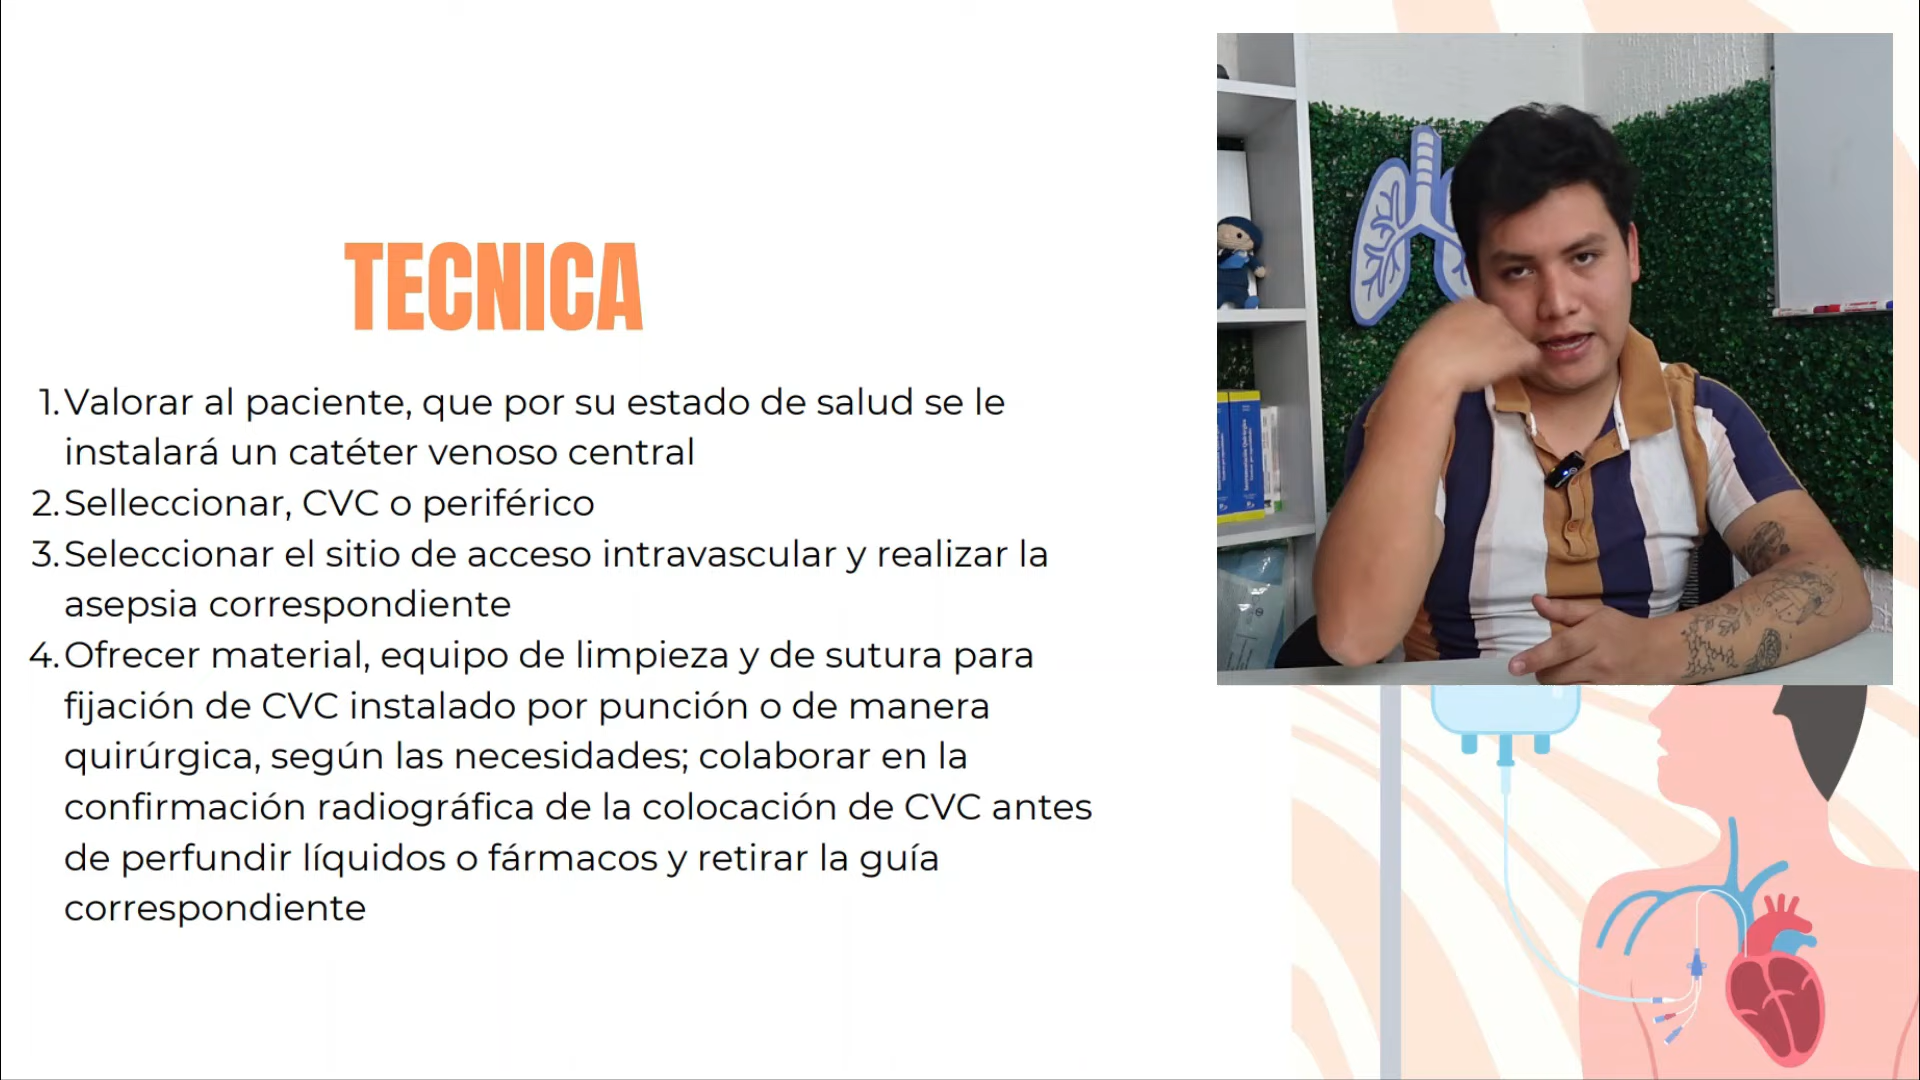 TECNICA
1. Valorar al paciente, que por su estado de salud se le
instalará un catéter venoso central
2. Selleccionar, CVC o periférico
3. Seleccionar el sitio de acceso intravascular y realizar la
asepsia correspondiente
4. Ofrecer material, equipo de limpieza y de sutura para
fijación de CVC instalado por punción o de manera
quirúrgica, según las necesidades; colaborar en la
confirmación radiográfica de la colocación de CVC antes
de perfundir líquidos o fármacos y retirar la guía
correspondiente